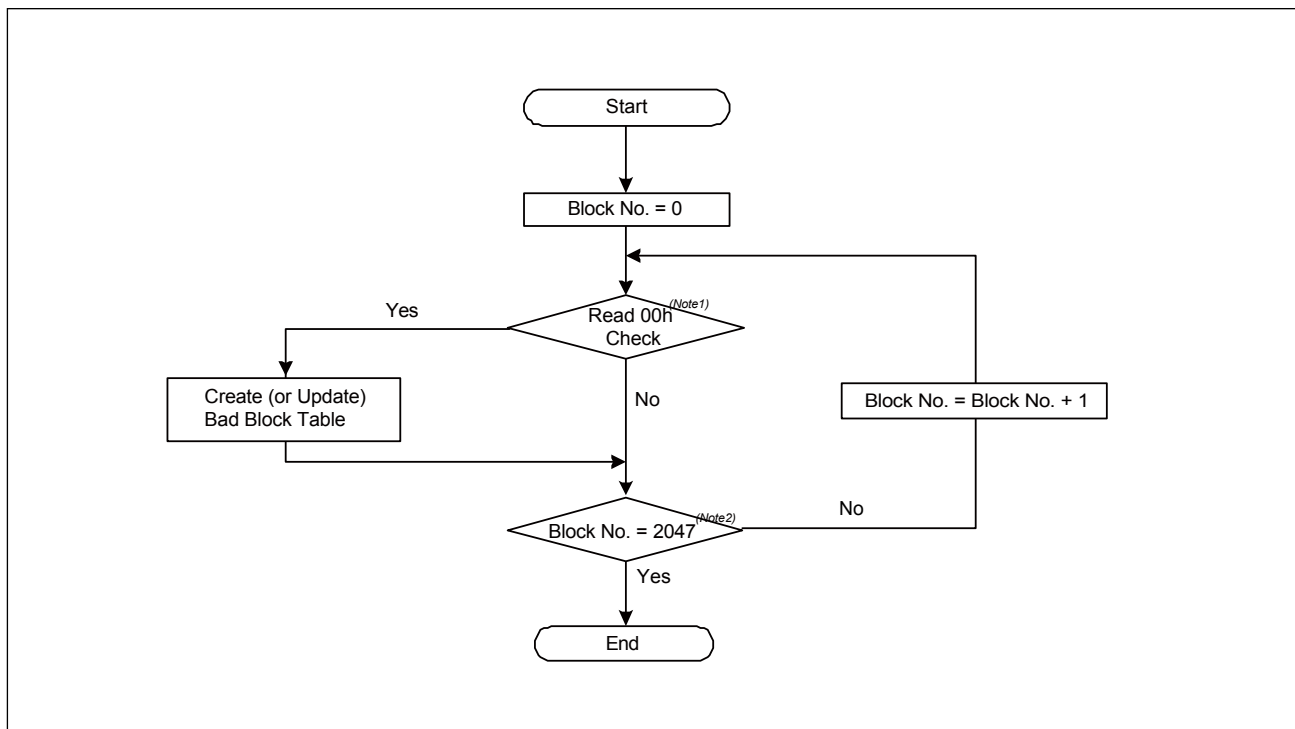 Start
Block No. = 0
(Note1)
Yes
Read 00h
Check
Create (or Update)
Bad Block Table
No
Block No. = Block No. + 1
Block No. = 2047
(Note2)
No
Yes
End